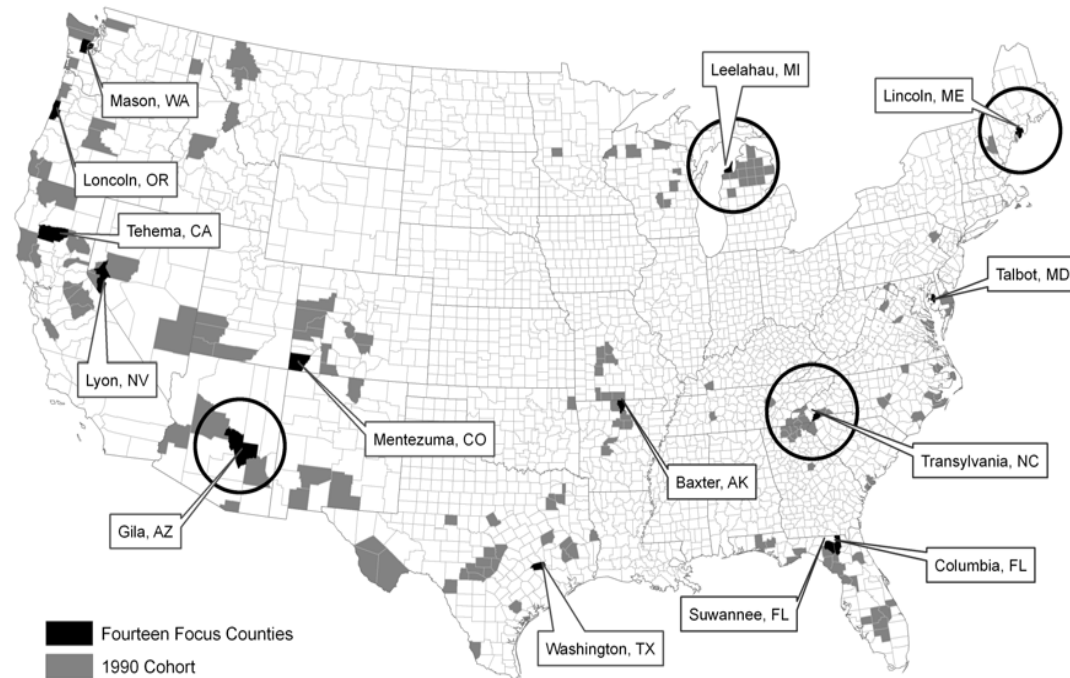 Leelahau, MI
Lincoln, ME
Mason, WA
Loncoln, OR
Tehema, CA
Talbot, MD
Lyon, NV
Mentezuma, CO
Transylvania, NC
Baxter, AK
Gila, AZ
Columbia, FL
Suwannee, FL
Washington, TX
Fourteen Focus Counties
1990 Cohort